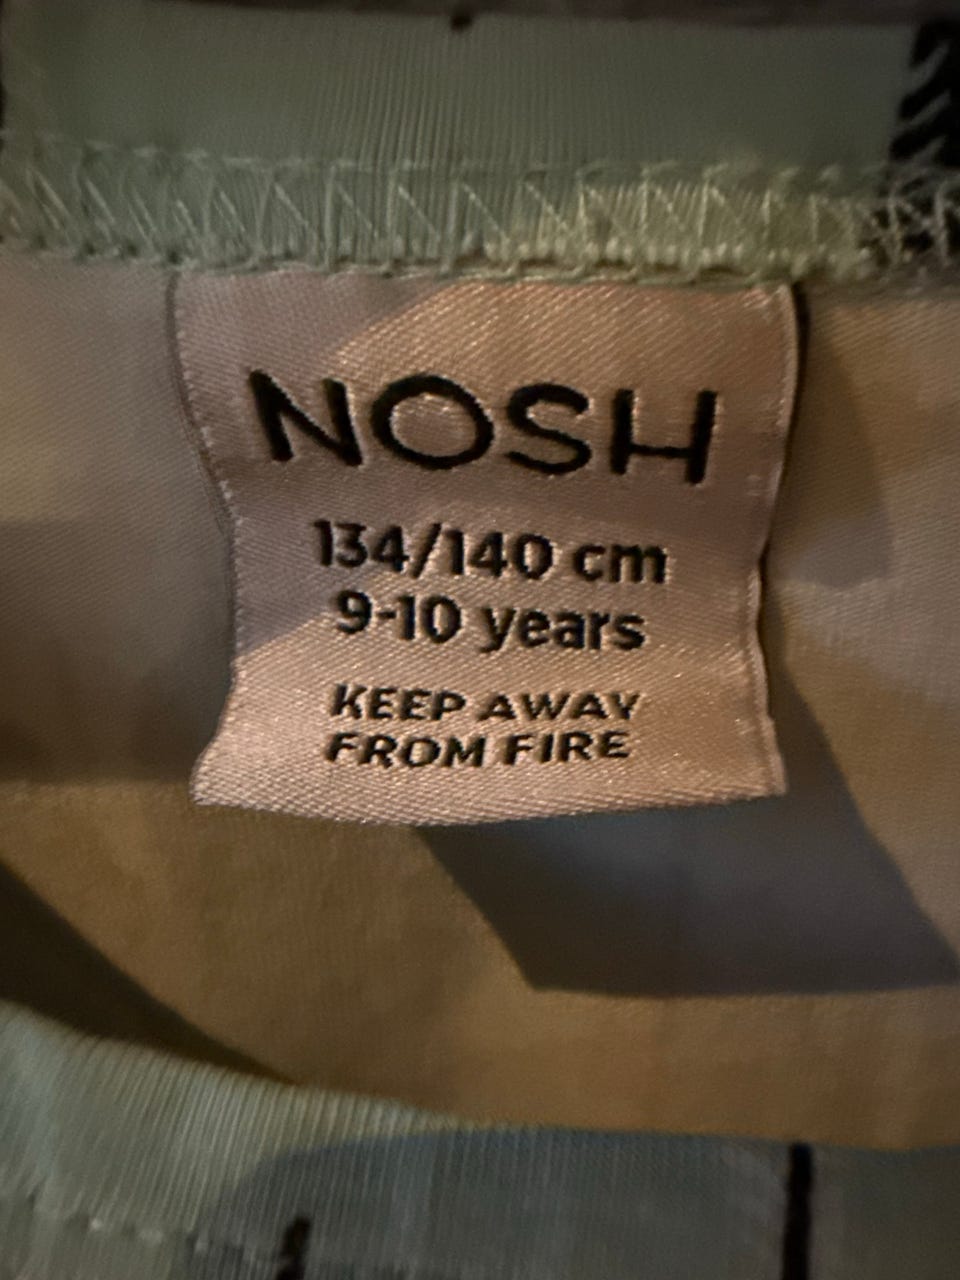 NOSH
134/140 cm
9-10 years
KEEP AWAY
FROM FIRE